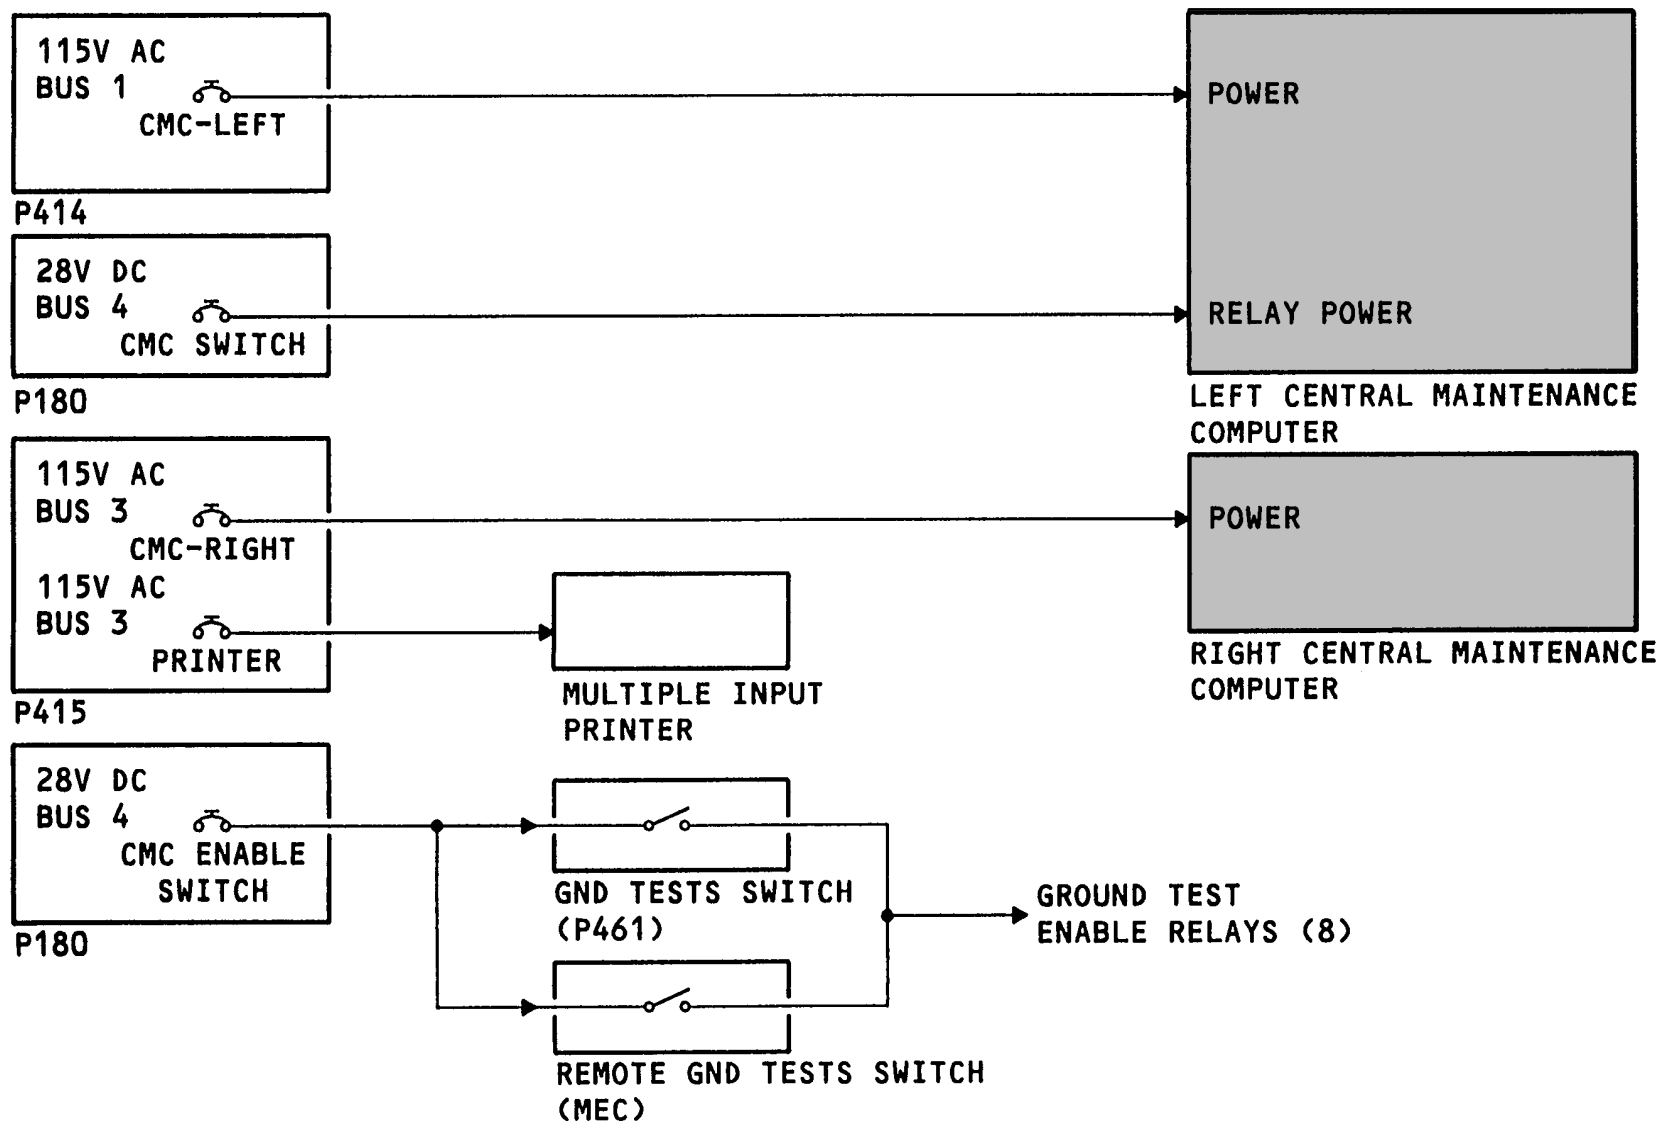 115V AC
BUS 1
CMC-LEFT
P414
28V DC
BUS 4
CMC SWITCH
P180
115V AC
BUS 3
CMC-RIGHT
115V AC
BUS 3
PRINTER
P415
28V DC
BUS 4
CMC ENABLE
SWITCH
P180
MULTIPLE INPUT
PRINTER
GND TESTS SWITCH
(P461)
REMOTE GND TESTS SWITCH
(MEC)
POWER
RELAY POWER
LEFT CENTRAL MAINTENANCE
COMPUTER
POWER
RIGHT CENTRAL MAINTENANCE
COMPUTER
GROUND TEST
ENABLE RELAYS (8)